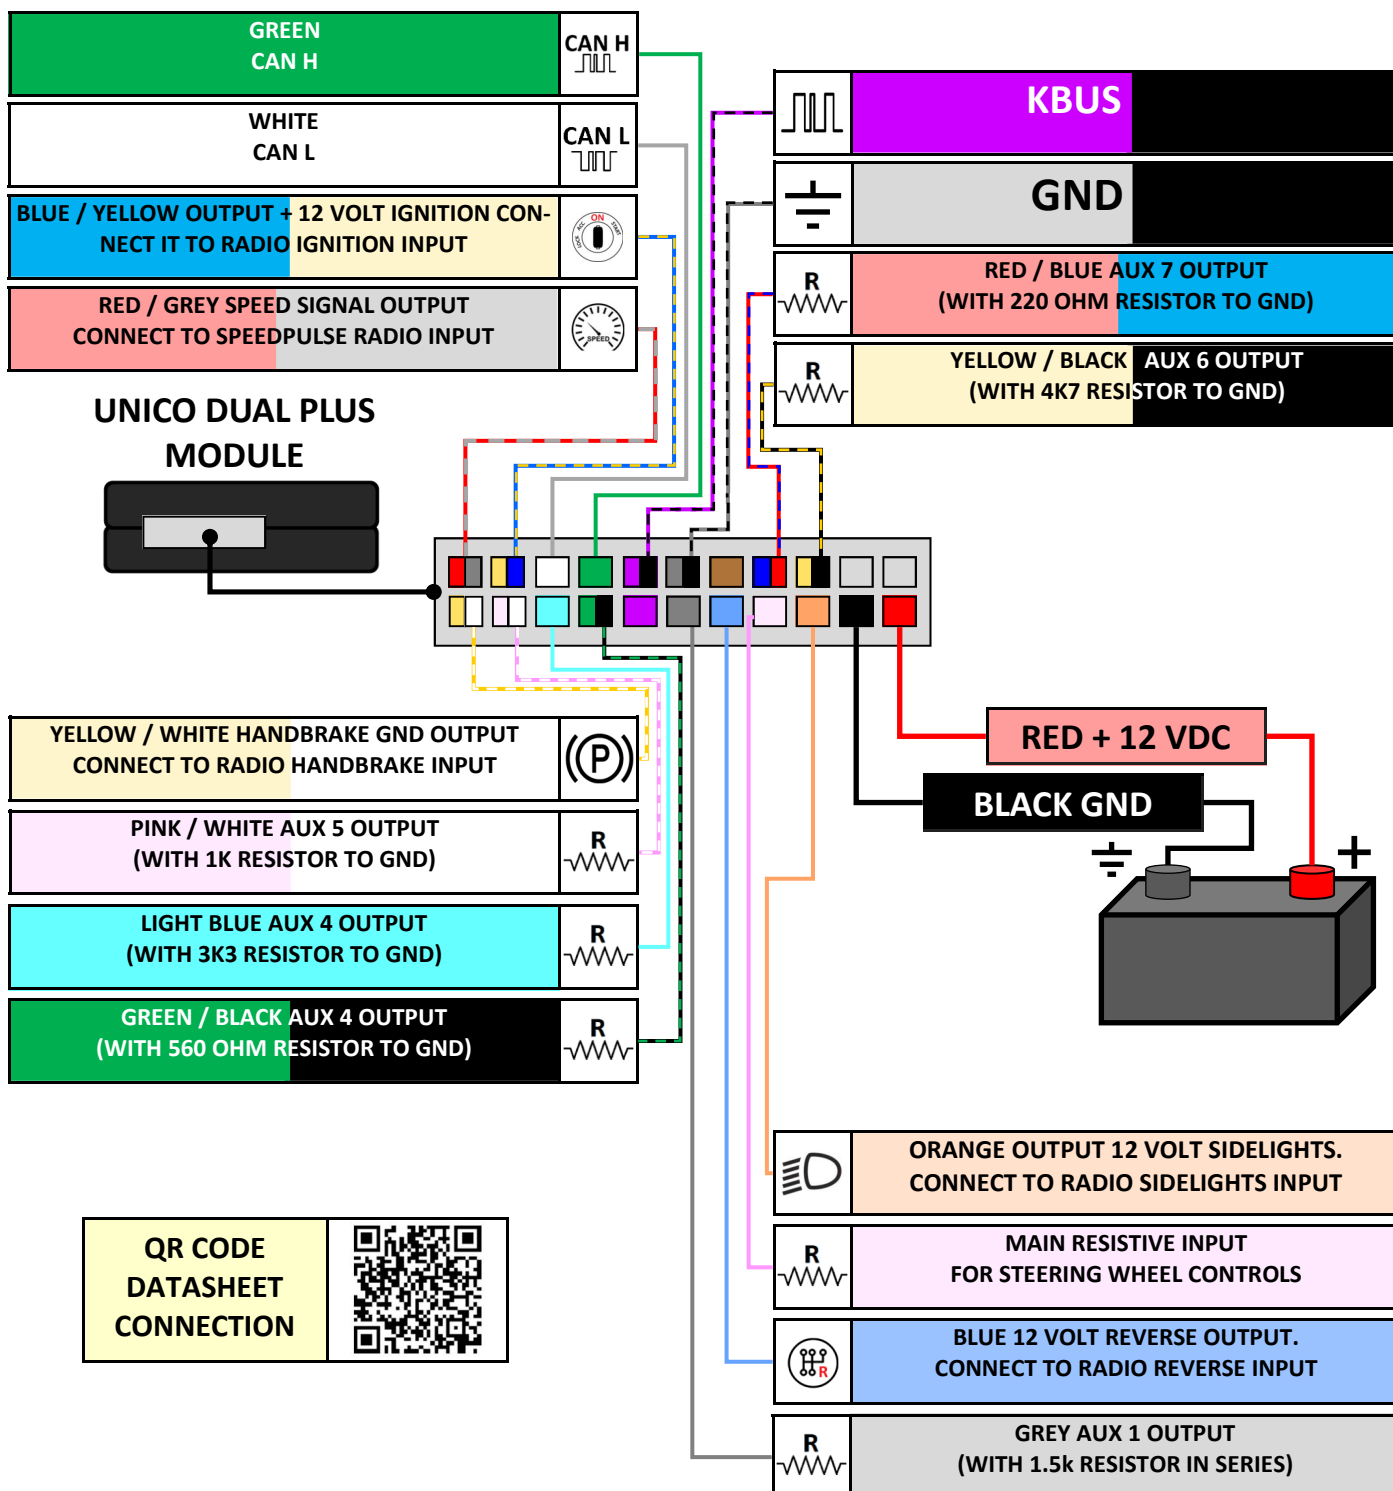 GREEN
CAN H
CAN H
WHITE
CAN L
CAN L
BLUE / YELLOW OUTPUT + 12 VOLT IGNITION CON-
NECT IT TO RADIO IGNITION INPUT
LOCK ACC ON START
RED / GREY SPEED SIGNAL OUTPUT
CONNECT TO SPEEDPULSE RADIO INPUT
SPEED
KBUS
GND
R
RED / BLUE AUX 7 OUTPUT
(WITH 220 OHM RESISTOR TO GND)
R
YELLOW / BLACK AUX 6 OUTPUT
(WITH 4K7 RESISTOR TO GND)
UNICO DUAL PLUS
MODULE
YELLOW / WHITE HANDBRAKE GND OUTPUT
CONNECT TO RADIO HANDBRAKE INPUT
P
PINK / WHITE AUX 5 OUTPUT
(WITH 1K RESISTOR TO GND)
R
LIGHT BLUE AUX 4 OUTPUT
(WITH 3K3 RESISTOR TO GND)
R
GREEN / BLACK AUX 4 OUTPUT
(WITH 560 OHM RESISTOR TO GND)
R
RED + 12 VDC
BLACK GND
+
ORANGE OUTPUT 12 VOLT SIDELIGHTS.
CONNECT TO RADIO SIDELIGHTS INPUT
R
MAIN RESISTIVE INPUT
FOR STEERING WHEEL CONTROLS
R
BLUE 12 VOLT REVERSE OUTPUT.
CONNECT TO RADIO REVERSE INPUT
R
GREY AUX 1 OUTPUT
(WITH 1.5k RESISTOR IN SERIES)
QR CODE
DATASHEET
CONNECTION